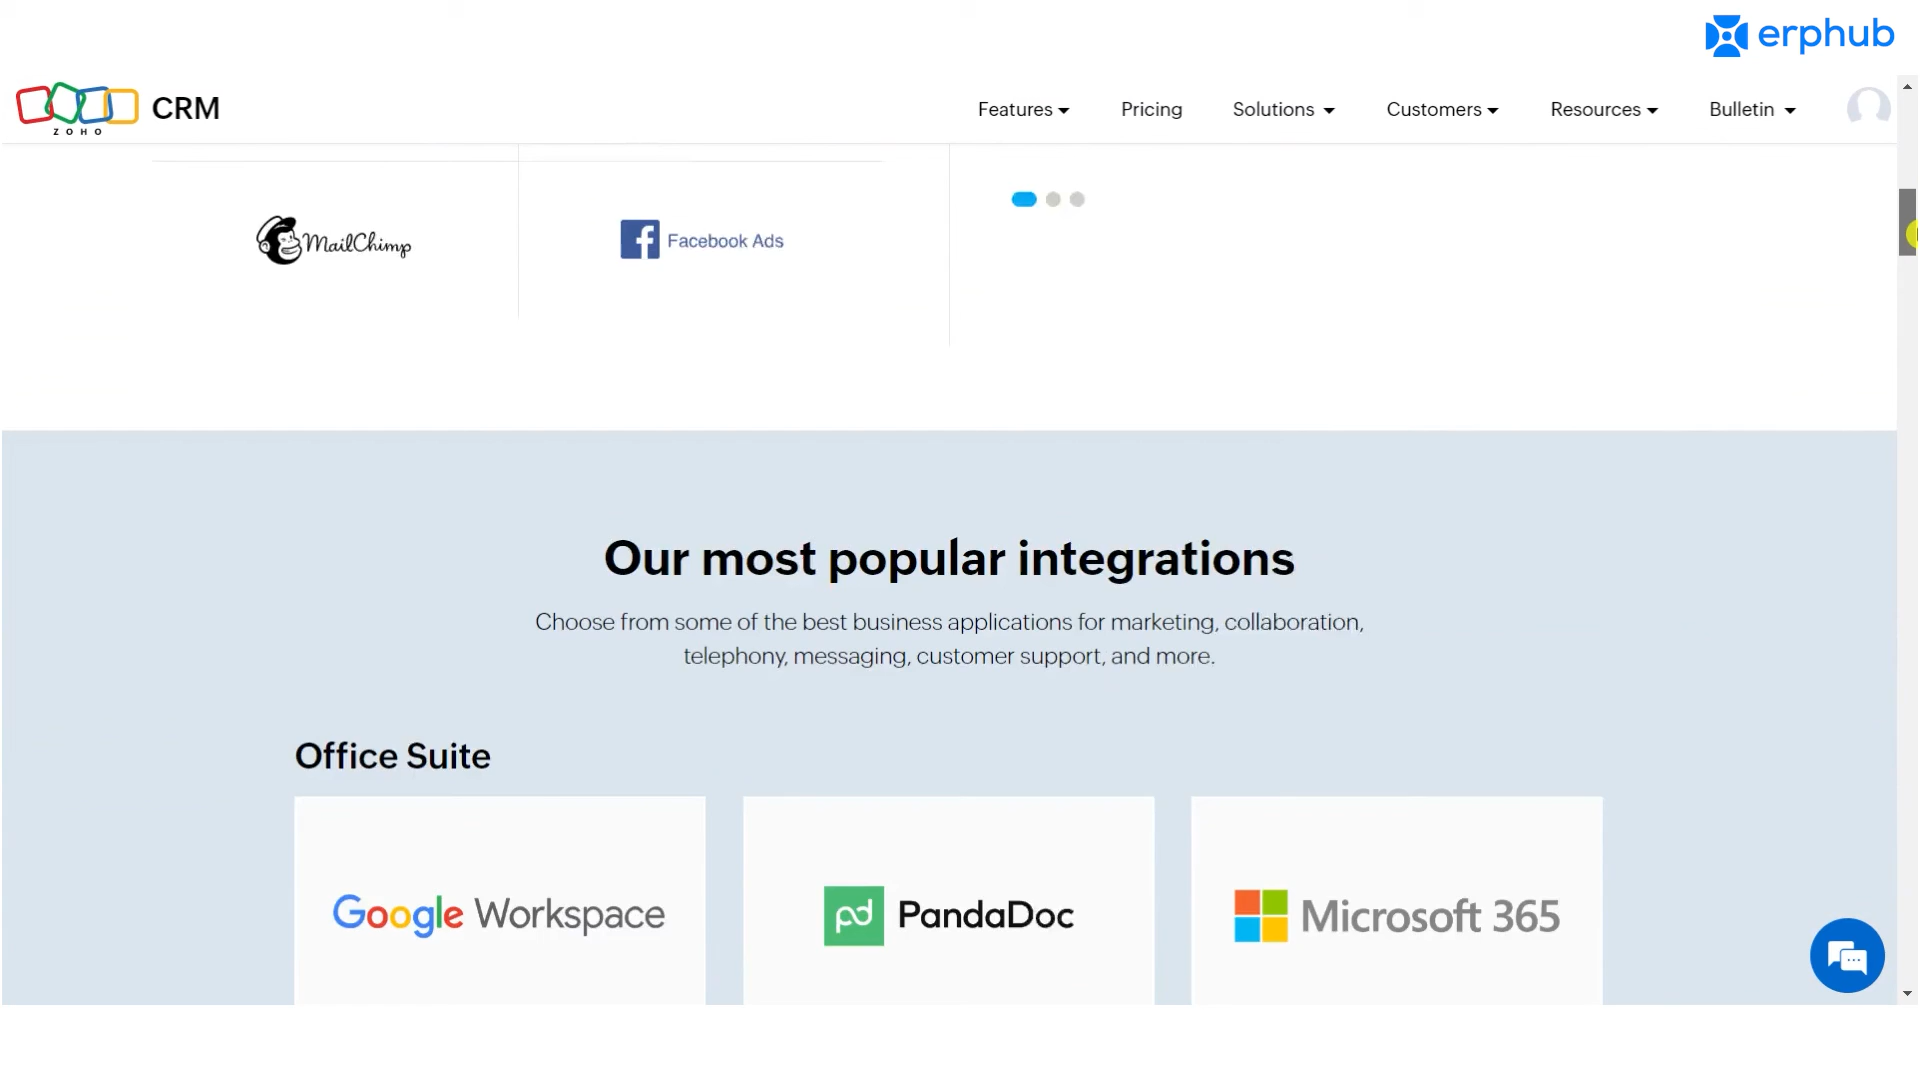 erphub
ZOHO
CRM
Features
Pricing
Solutions
Customers
Resources
Bulletin
MailChimp
Facebook Ads
Our most popular integrations
Choose from some of the best business applications for marketing, collaboration,
telephony, messaging, customer support, and more.
Office Suite
Google Workspace
pd PandaDoc
Microsoft 365